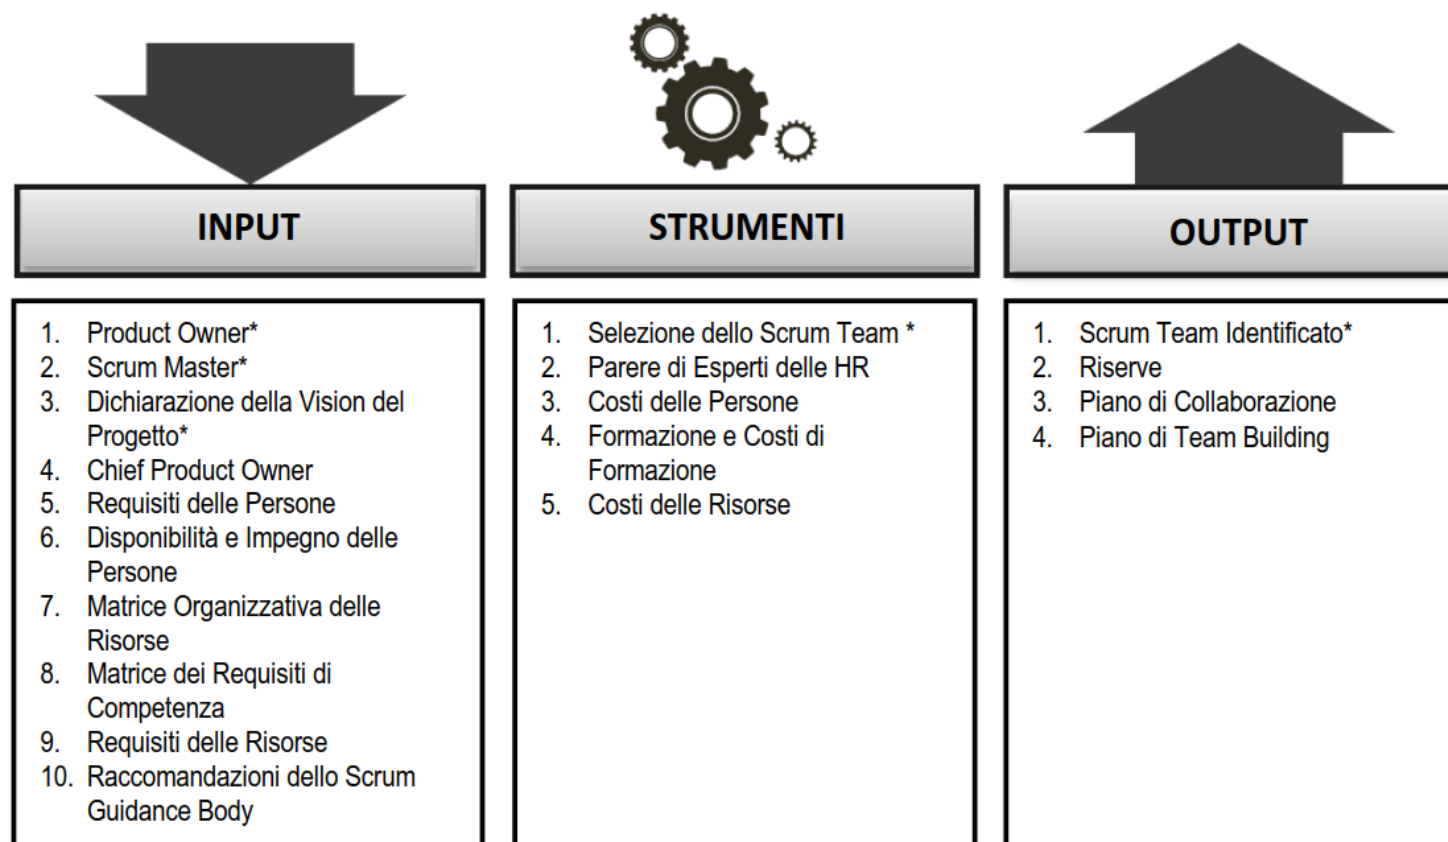 INPUT
1. Product Owner*
2. Scrum Master*
3. Dichiarazione della Vision del
Progetto*
4. Chief Product Owner
5. Requisiti delle Persone
6. Disponibilità e Impegno delle
Persone
7. Matrice Organizzativa delle
Risorse
8. Matrice dei Requisiti di
Competenza
9. Requisiti delle Risorse
10. Raccomandazioni dello Scrum
Guidance Body
STRUMENTI
1. Selezione dello Scrum Team *
2. Parere di Esperti delle HR
3. Costi delle Persone
4. Formazione e Costi di
Formazione
5. Costi delle Risorse
OUTPUT
1. Scrum Team Identificato*
2. Riserve
3. Piano di Collaborazione
4. Piano di Team Building